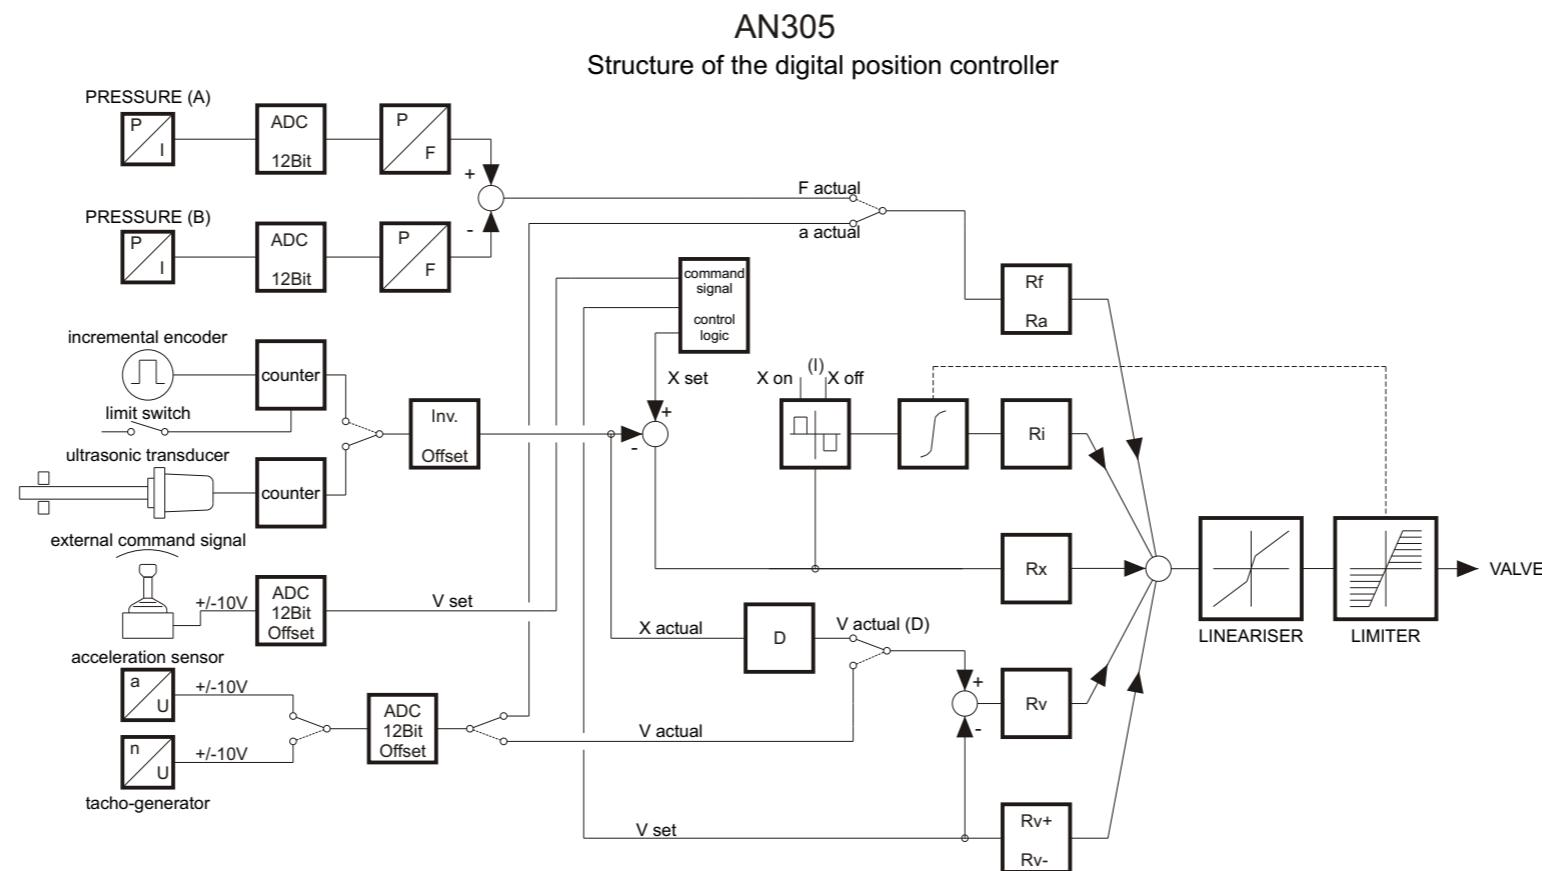 AN305
Structure of the digital position controller
PRESSURE (A)
P
I
ADC
12Bit
P
F
+
PRESSURE (B)
P
I
ADC
12Bit
P
F
-
F actual
a actual
command
signal
control
logic
Rf
Ra
incremental encoder
counter
limit switch
X set
X on
(I)
X off
Inv.
Offset
+
-
Ri
ultrasonic transducer
counter
external command signal
+/-10V
ADC
12Bit
Offset
V set
Rx
VALVE
LINEARISER
LIMITER
X actual
D
V actual (D)
acceleration sensor
a
U
+/-10V
ADC
12Bit
Offset
+
-
Rv
V actual
n
U
+/-10V
tacho-generator
V set
Rv+
Rv-